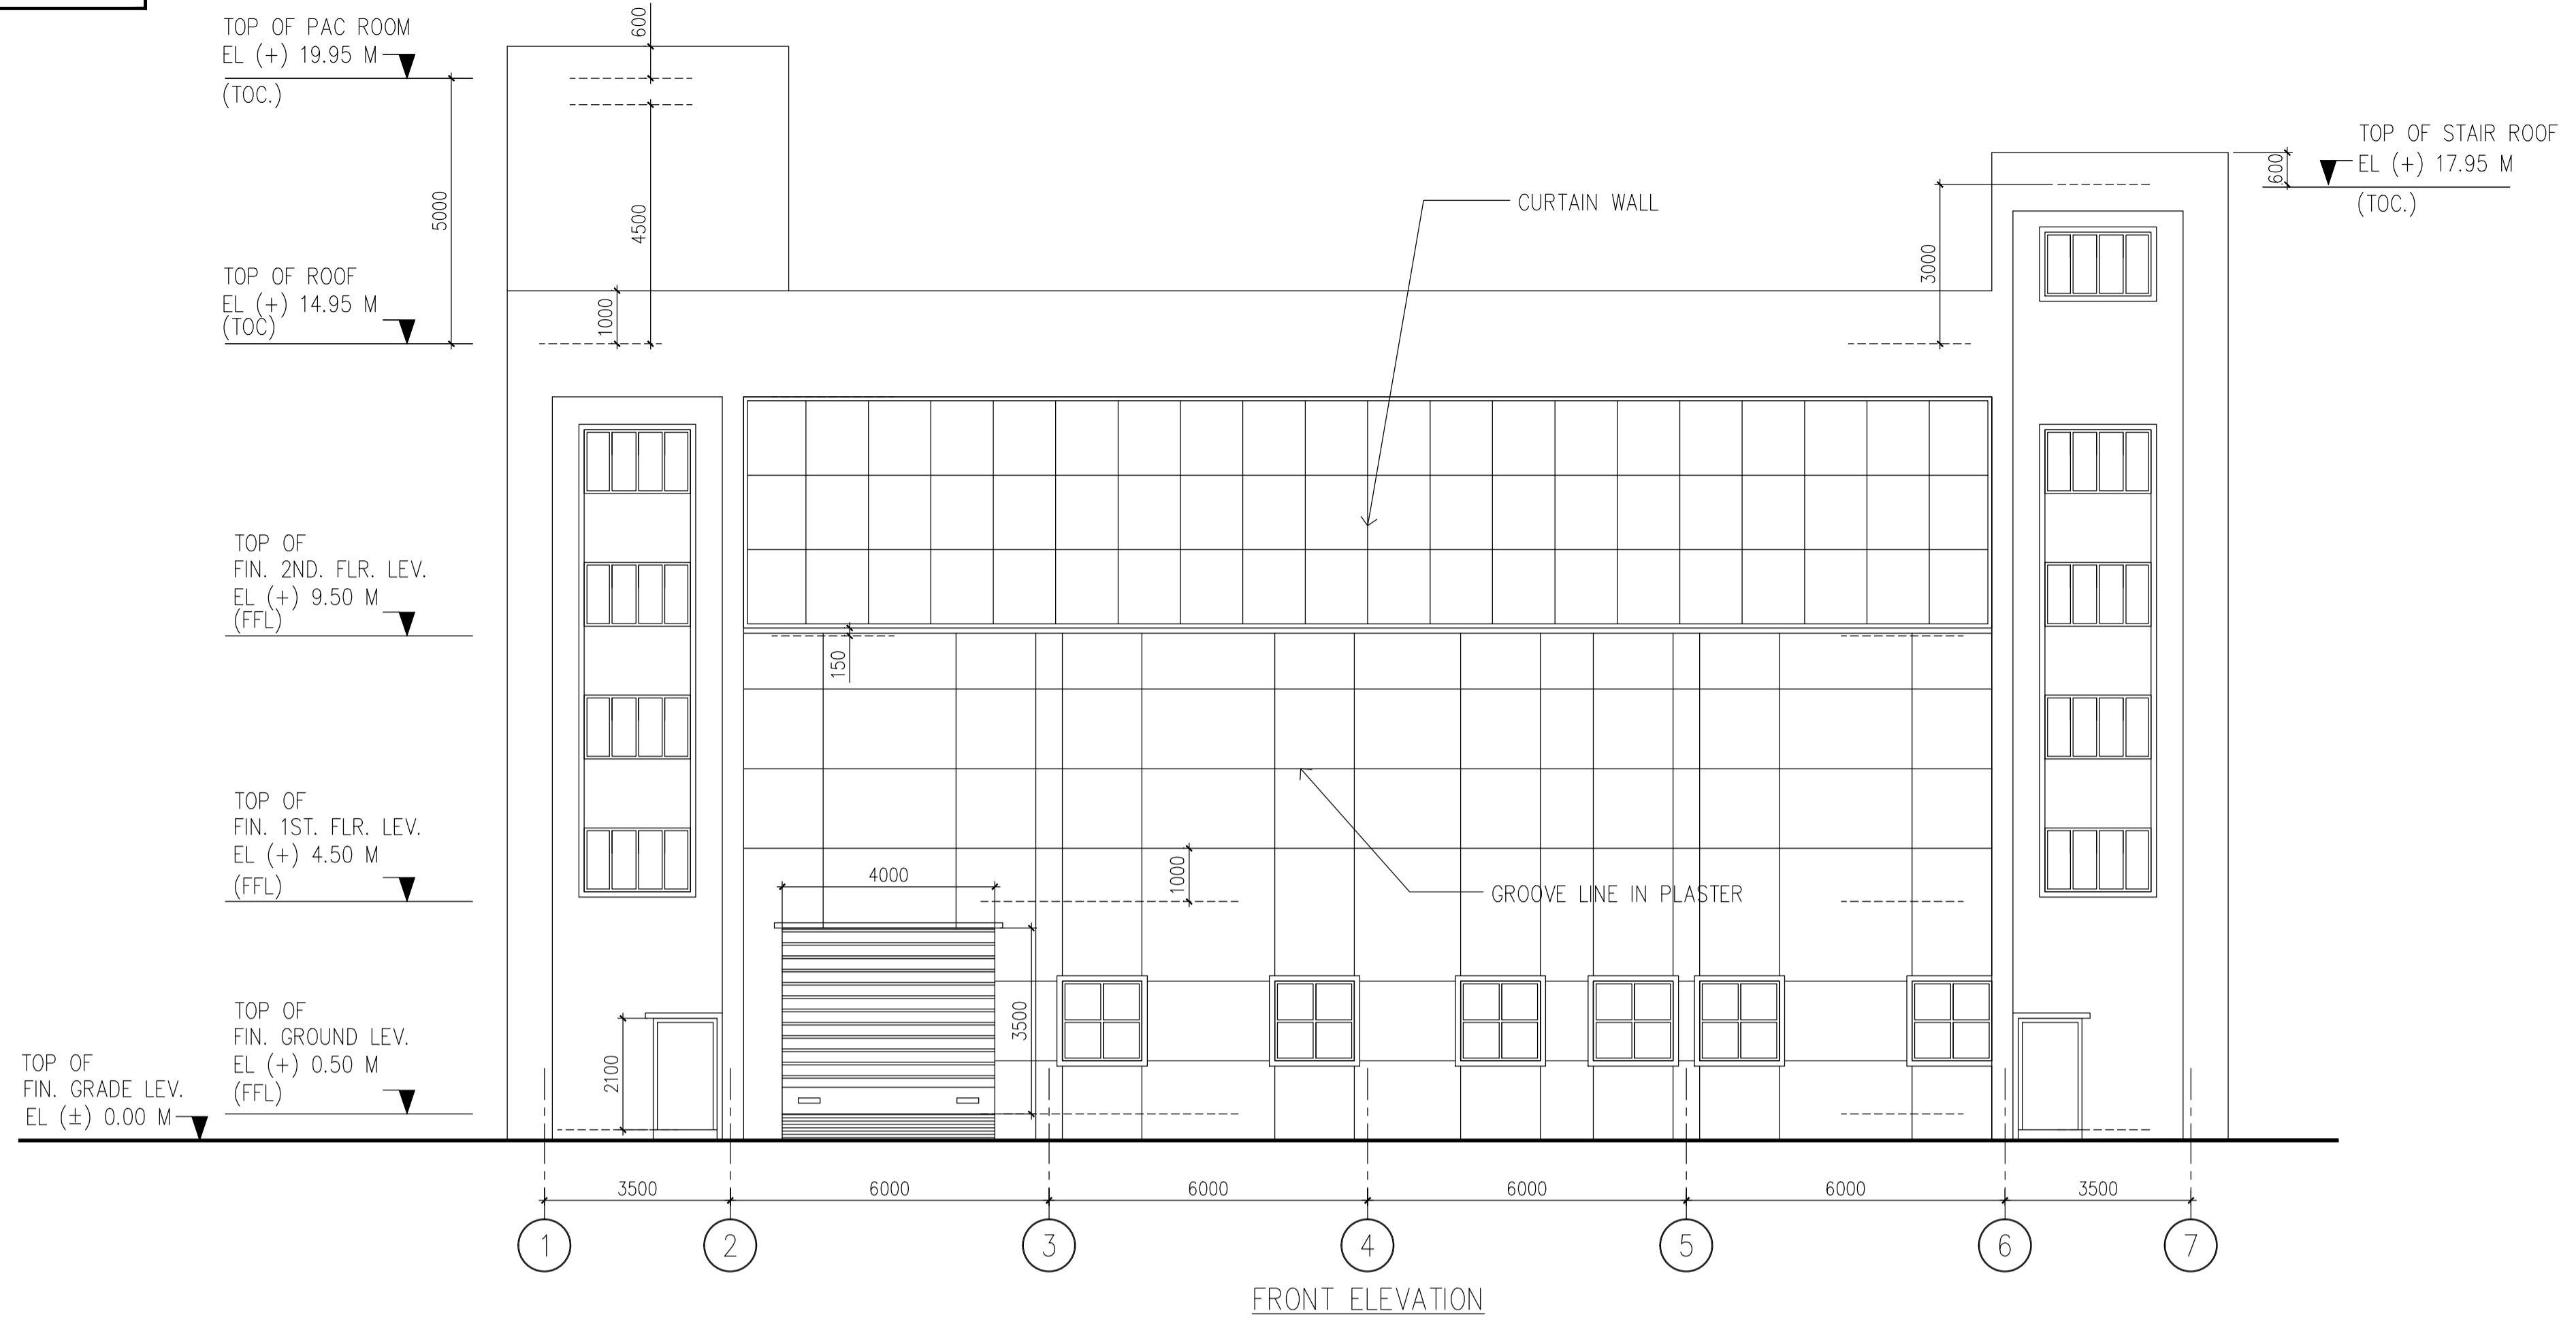 600
TOP OF PAC ROOM
EL (+) 19.95 M
(TOC.)
TOP OF STAIR ROOF
EL (+) 17.95 M
(TOC.)
600
CURTAIN WALL
5000
4500
3000
TOP OF ROOF
EL (+) 14.95 M
(TOC)
1000
TOP OF
FIN. 2ND. FLR. LEV.
EL (+) 9.50 M
(FFL)
150
TOP OF
FIN. 1ST. FLR. LEV.
EL (+) 4.50 M
(FFL)
4000
1000
GROOVE LINE IN PLASTER
TOP OF
FIN. GROUND LEV.
EL (+) 0.50 M
(FFL)
3500
2100
TOP OF
FIN. GRADE LEV.
EL (±) 0.00 M
3500 6000 6000 6000 6000 3500
1 2 3 4 5 6 7
FRONT ELEVATION